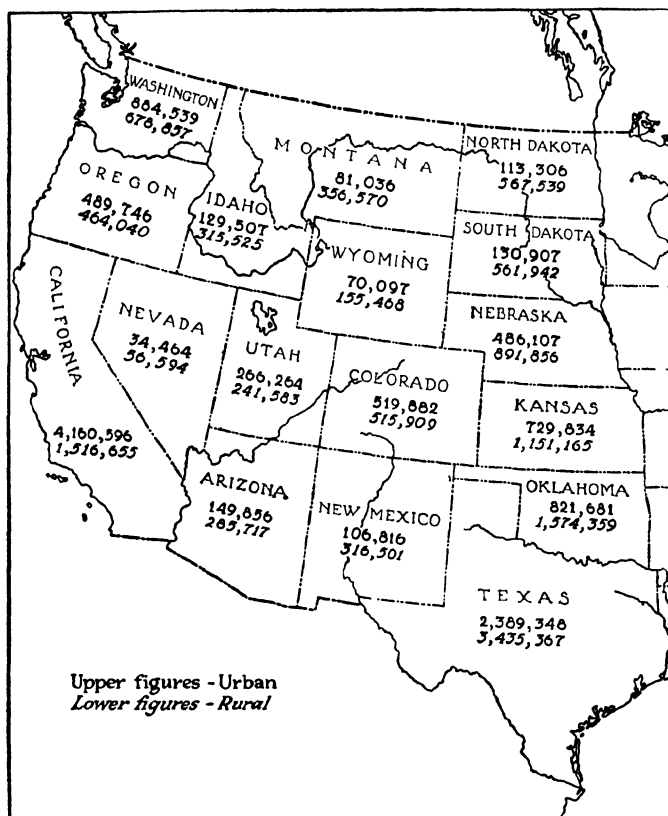 WASHINGTON
884,539
678,857
OREGON
489,746
464,040
IDAHO
129,507
315,525
MONTANA
81,036
356,570
NORTH DAKOTA
113,306
567,539
SOUTH DAKOTA
130,907
561,942
WYOMING
70,097
155,468
NEBRASKA
486,107
891,856
CALIFORNIA
4,160,596
1,516,655
NEVADA
34,464
56,594
UTAH
266,264
241,583
COLORADO
519,882
515,909
KANSAS
729,834
1,151,165
ARIZONA
149,856
285,717
NEW MEXICO
106,816
316,501
OKLAHOMA
821,681
1,574,359
TEXAS
2,389,348
3,435,367
Upper figures - Urban
Lower figures - Rural